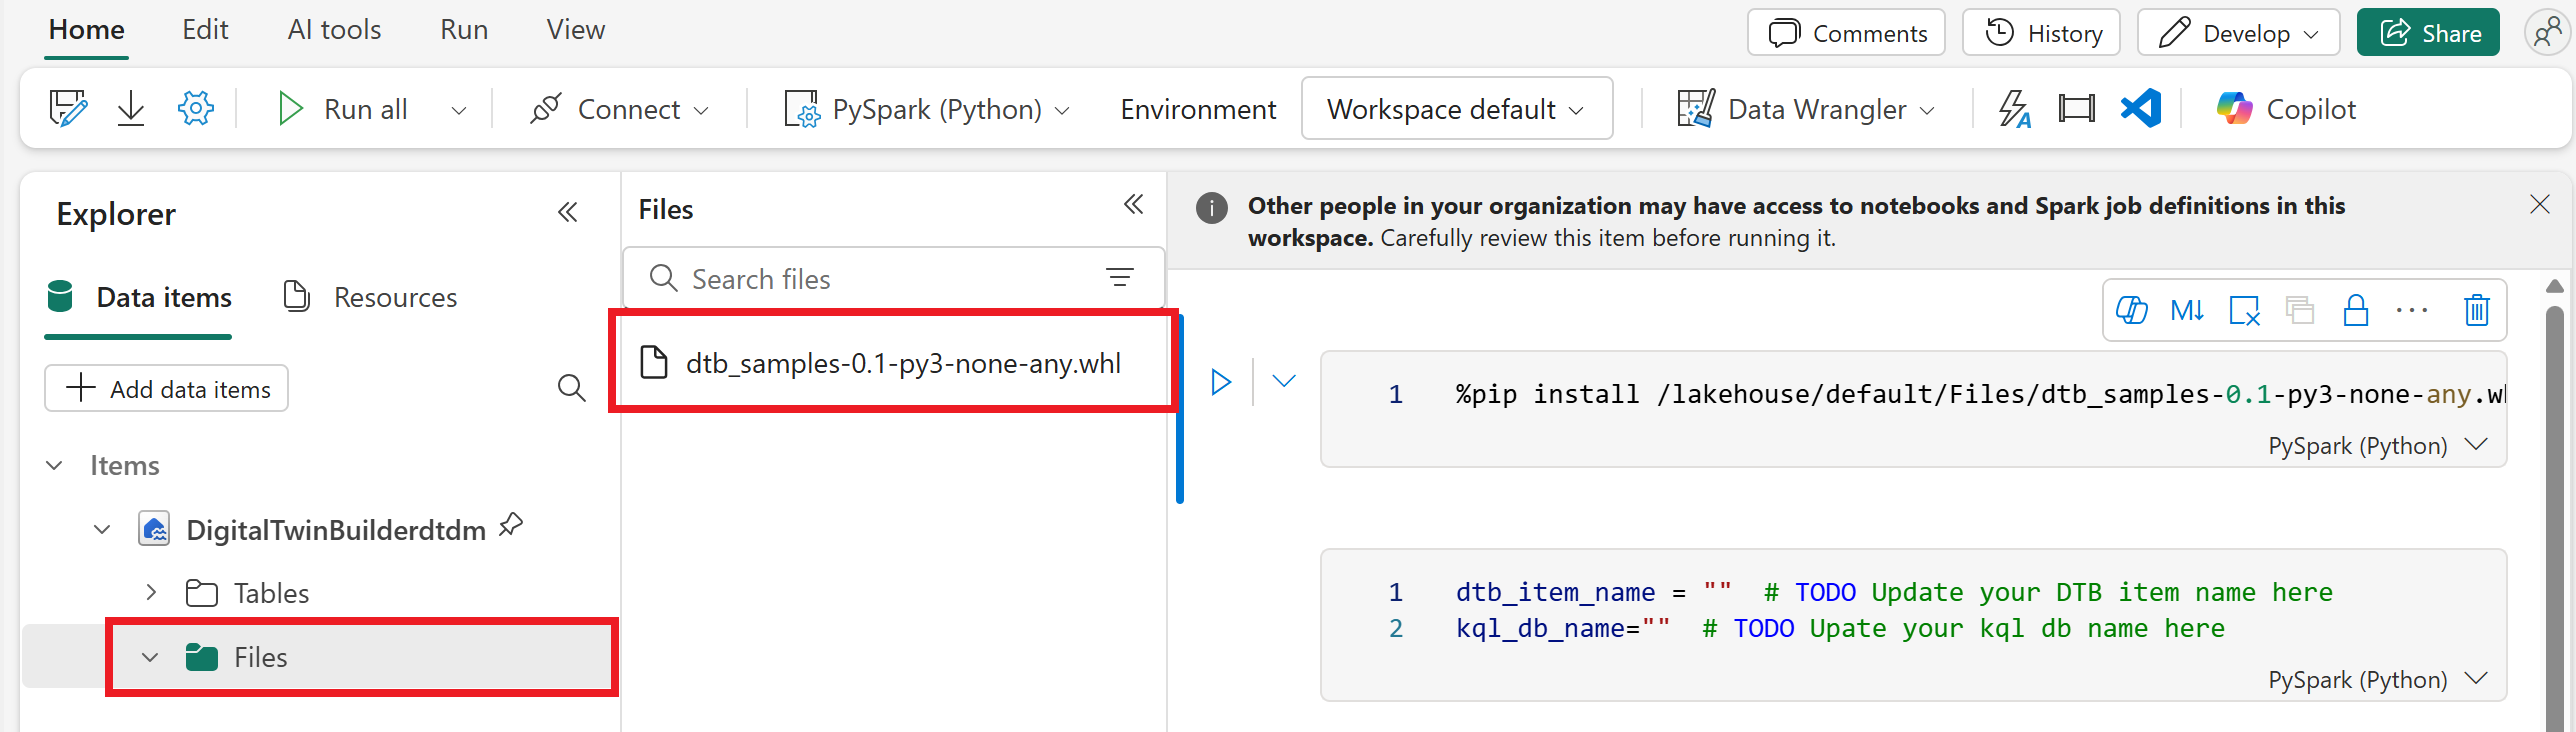 Home Edit AI tools Run View
Comments History Develop Share
Run all Connect PySpark (Python) Environment Workspace default Data Wrangler Copilot
Explorer
Data items Resources
Add data items
Items
DigitalTwinBuilderdtdm
Tables
Files
Files
Search files
dtb_samples-0.1-py3-none-any.whl
Other people in your organization may have access to notebooks and Spark job definitions in this
workspace. Carefully review this item before running it.
M↓
1 %pip install /lakehouse/default/Files/dtb_samples-0.1-py3-none-any.wh
PySpark (Python)
1 dtb_item_name = "" # TODO Update your DTB item name here
2 kql_db_name="" # TODO Upate your kql db name here
PySpark (Python)